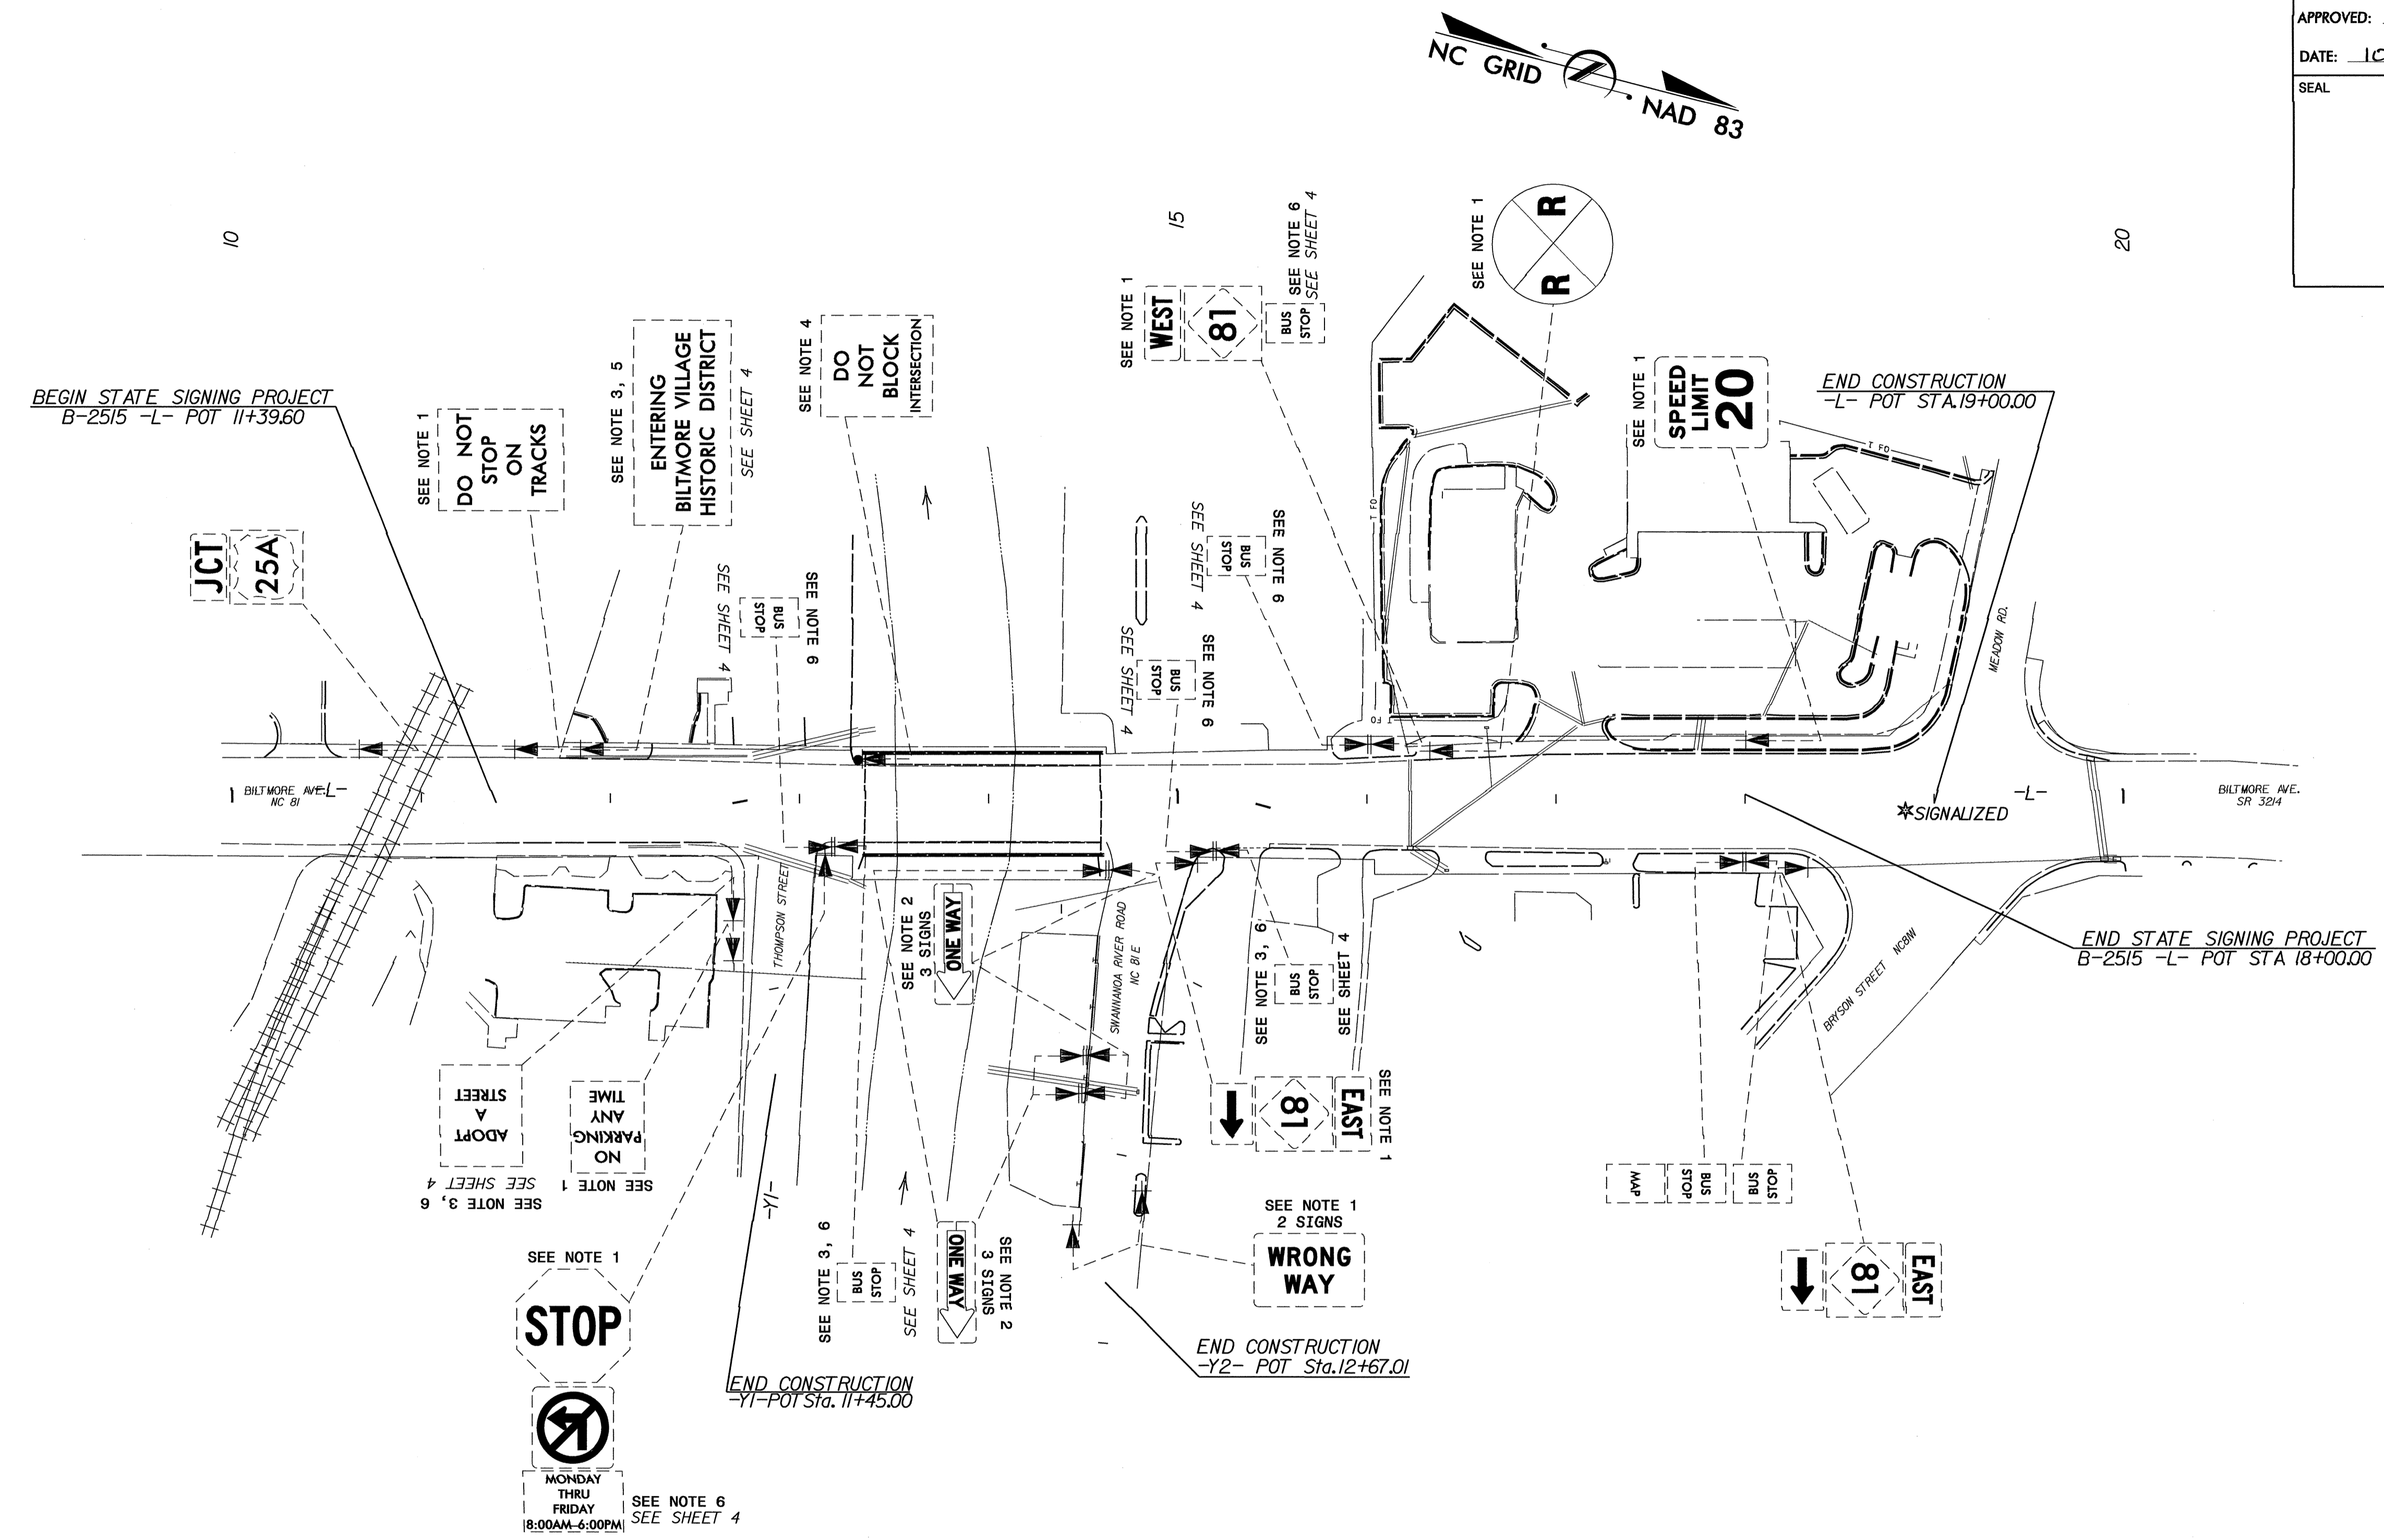 APPROVED:
DATE: 10
SEAL
NC GRID
NAD 83
10
15
20
BEGIN STATE SIGNING PROJECT
B-2515 -L- POT 11+39.60
JCT
25A
SEE NOTE 1
DO NOT
STOP
ON
TRACKS
SEE NOTE 3, 5
ENTERING
BILTMORE VILLAGE
HISTORIC DISTRICT
SEE SHEET 4
SEE NOTE 4
DO
NOT
BLOCK
INTERSECTION
SEE NOTE 1
WEST
81
BUS
STOP
SEE NOTE 6
SEE SHEET 4
SEE NOTE 1
R
R
SEE NOTE 1
SPEED
LIMIT
20
END CONSTRUCTION
-L- POT STA.19+00.00
SEE SHEET 4
BUS
STOP
SEE NOTE 6
SEE SHEET 4
BUS
STOP
SEE NOTE 6
SEE SHEET 4
BUS
STOP
SEE NOTE 6
T FO
T FO
T FO
MEADOW RD.
BILTMORE AVE.
NC 81
-L-
-L-
SIGNALIZED
BILTMORE AVE.
SR 3214
THOMPSON STREET
SWANNANOA RIVER ROAD
NC 81 E
SEE NOTE 2
3 SIGNS
ONE WAY
SEE NOTE 3, 6
BUS
STOP
SEE SHEET 4
BRYSON STREET NC81W
END STATE SIGNING PROJECT
B-2515 -L- POT STA 18+00.00
ADOPT
A
STREET
SEE SHEET 4
SEE NOTE 3, 6
NO
PARKING
ANY
TIME
SEE NOTE 1
-Y1-
81
EAST
SEE NOTE 1
MAP
BUS
STOP
BUS
STOP
81
EAST
SEE NOTE 1
2 SIGNS
WRONG
WAY
SEE NOTE 3, 6
BUS
STOP
SEE SHEET 4
ONE WAY
SEE NOTE 2
3 SIGNS
SEE NOTE 1
STOP
MONDAY
THRU
FRIDAY
8:00AM-6:00PM
SEE NOTE 6
SEE SHEET 4
END CONSTRUCTION
-Y1-POT Sta. 11+45.00
END CONSTRUCTION
-Y2- POT Sta.12+67.01